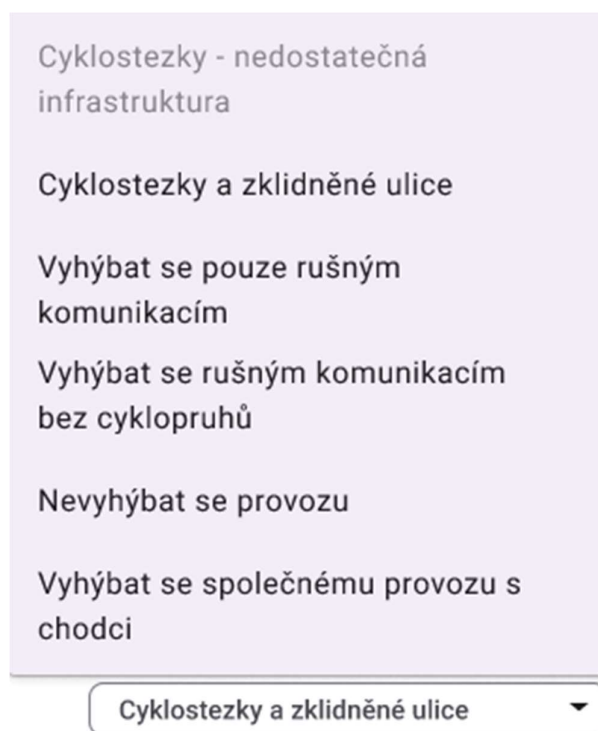 Cyklostezky - nedostatečná
infrastruktura
Cyklostezky a zklidněné ulice
Vyhýbat se pouze rušným
komunikacím
Vyhýbat se rušným komunikacím
bez cyklopruhů
Nevyhýbat se provozu
Vyhýbat se společnému provozu s
chodci
Cyklostezky a zklidněné ulice